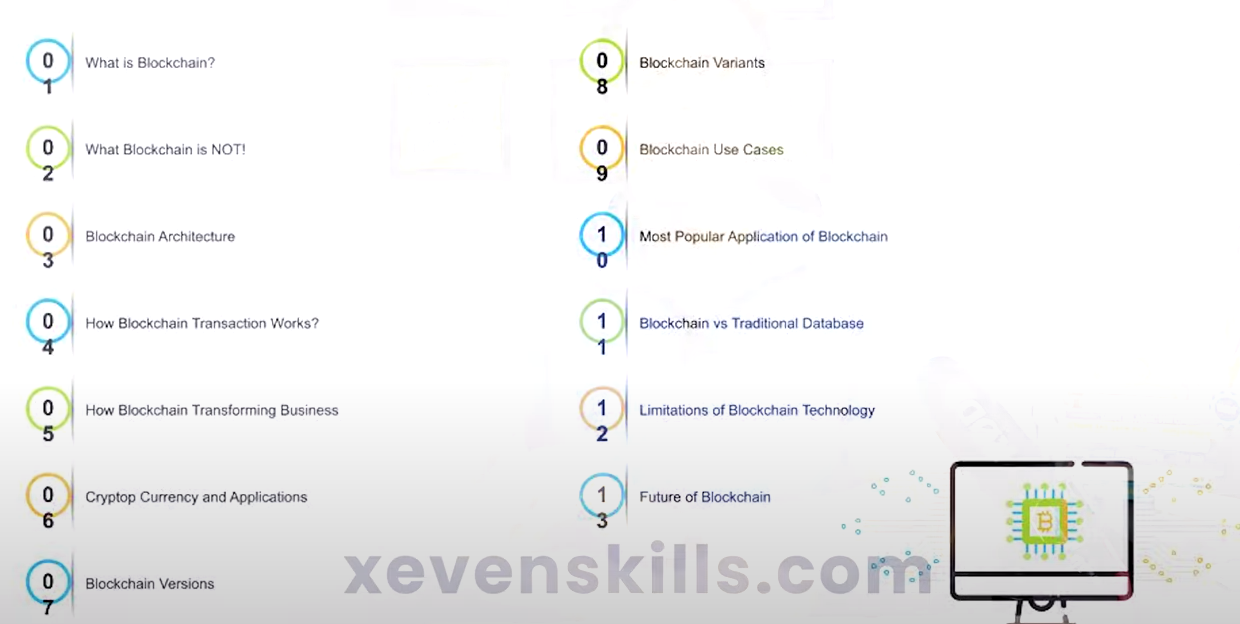 01 What is Blockchain?
02 What Blockchain is NOT!
03 Blockchain Architecture
04 How Blockchain Transaction Works?
05 How Blockchain Transforming Business
06 Cryptop Currency and Applications
07 Blockchain Versions
08 Blockchain Variants
09 Blockchain Use Cases
10 Most Popular Application of Blockchain
11 Blockchain vs Traditional Database
12 Limitations of Blockchain Technology
13 Future of Blockchain
xevenskills.com